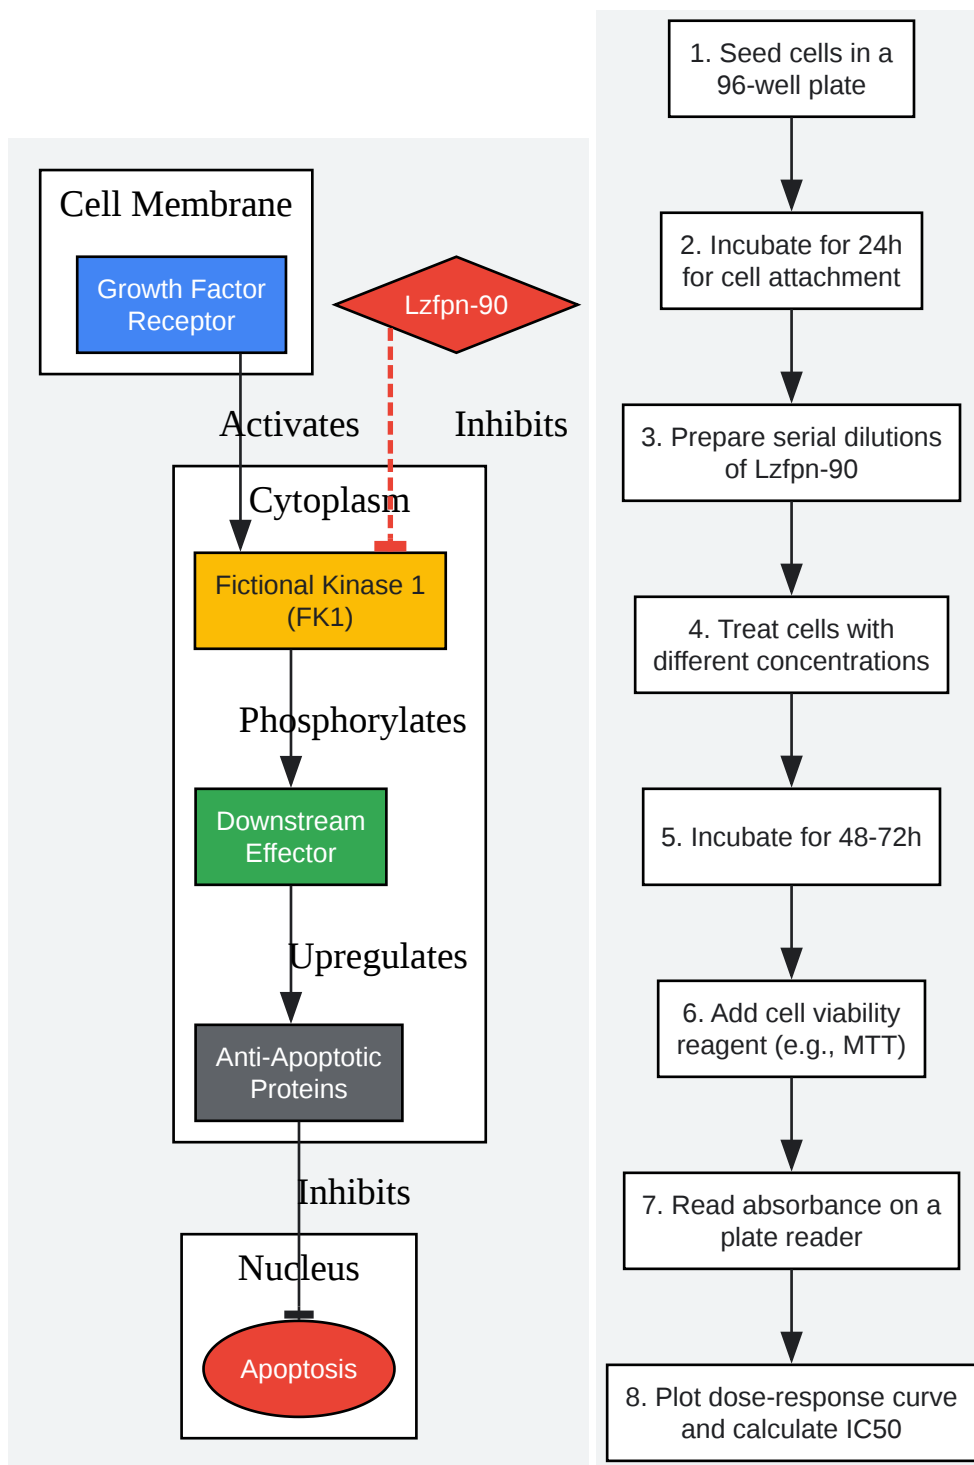 Cell Membrane
Growth Factor
Receptor
Lzfpn-90
Activates
Inhibits
Cytoplasm
Fictional Kinase 1
(FK1)
Phosphorylates
Downstream
Effector
Upregulates
Anti-Apoptotic
Proteins
Inhibits
Nucleus
Apoptosis
1. Seed cells in a
96-well plate
2. Incubate for 24h
for cell attachment
3. Prepare serial dilutions
of Lzfpn-90
4. Treat cells with
different concentrations
5. Incubate for 48-72h
6. Add cell viability
reagent (e.g., MTT)
7. Read absorbance on a
plate reader
8. Plot dose-response curve
and calculate IC50